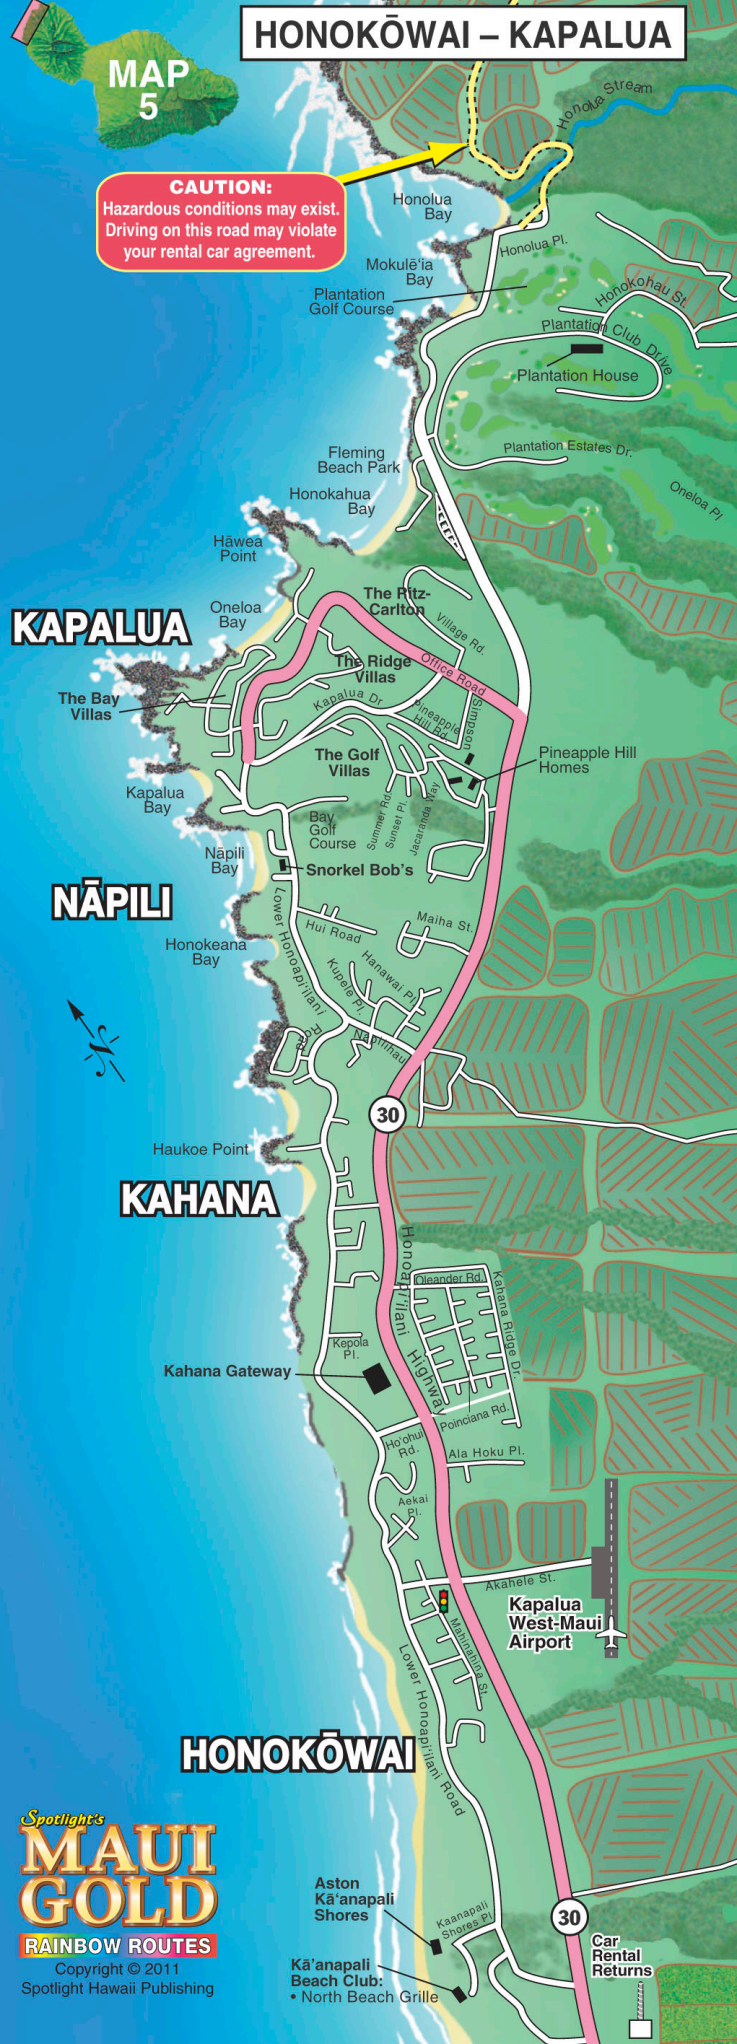 HONOKŌWAI – KAPALUA
MAP
5
Honolua Stream
CAUTION:
Hazardous conditions may exist.
Driving on this road may violate
your rental car agreement.
Honolua
Bay
Honolua Pl.
Mokulē‘ia
Bay
Plantation
Golf Course
Honokohau St.
Plantation Club Drive
Plantation House
Fleming
Beach Park
Plantation Estates Dr.
Honokahua
Bay
Oneloa Pl
Hāwea
Point
The Ritz-
Carlton
Oneloa
Bay
KAPALUA
Village Rd.
The Ridge
Villas
Office Road
The Bay
Villas
Kapalua Dr
Pineapple
Hill Rd.
Simpson
The Golf
Villas
Pineapple Hill
Homes
Kapalua
Bay
Summer Rd.
Sunset Pl.
Jacaranda Way
Bay
Golf
Course
Nāpili
Bay
Snorkel Bob's
NĀPILI
Lower Honoapi‘ilani
Road
Hui Road
Maiha St.
Honokeana
Bay
Kupele Pl.
Hanawai Pl.
N
Napilihau
30
Haukoe Point
KAHANA
Honoapi‘ilani Highway
Oleander Rd.
Kahana Ridge Dr.
Kepola
Pl.
Kahana Gateway
Poinciana Rd.
Ho‘ohui
Rd.
Ala Hoku Pl.
Aekai
Pl.
Akahele St.
Kapalua
West-Maui
Airport
Mahinahina St
Lower Honoapi‘ilani Road
HONOKŌWAI
Spotlight's
MAUI
GOLD
RAINBOW ROUTES
Copyright © 2011
Spotlight Hawaii Publishing
Aston
Kā‘anapali
Shores
Kaanapali
Shores Pl.
30
Car
Rental
Returns
Kā’anapali
Beach Club:
• North Beach Grille